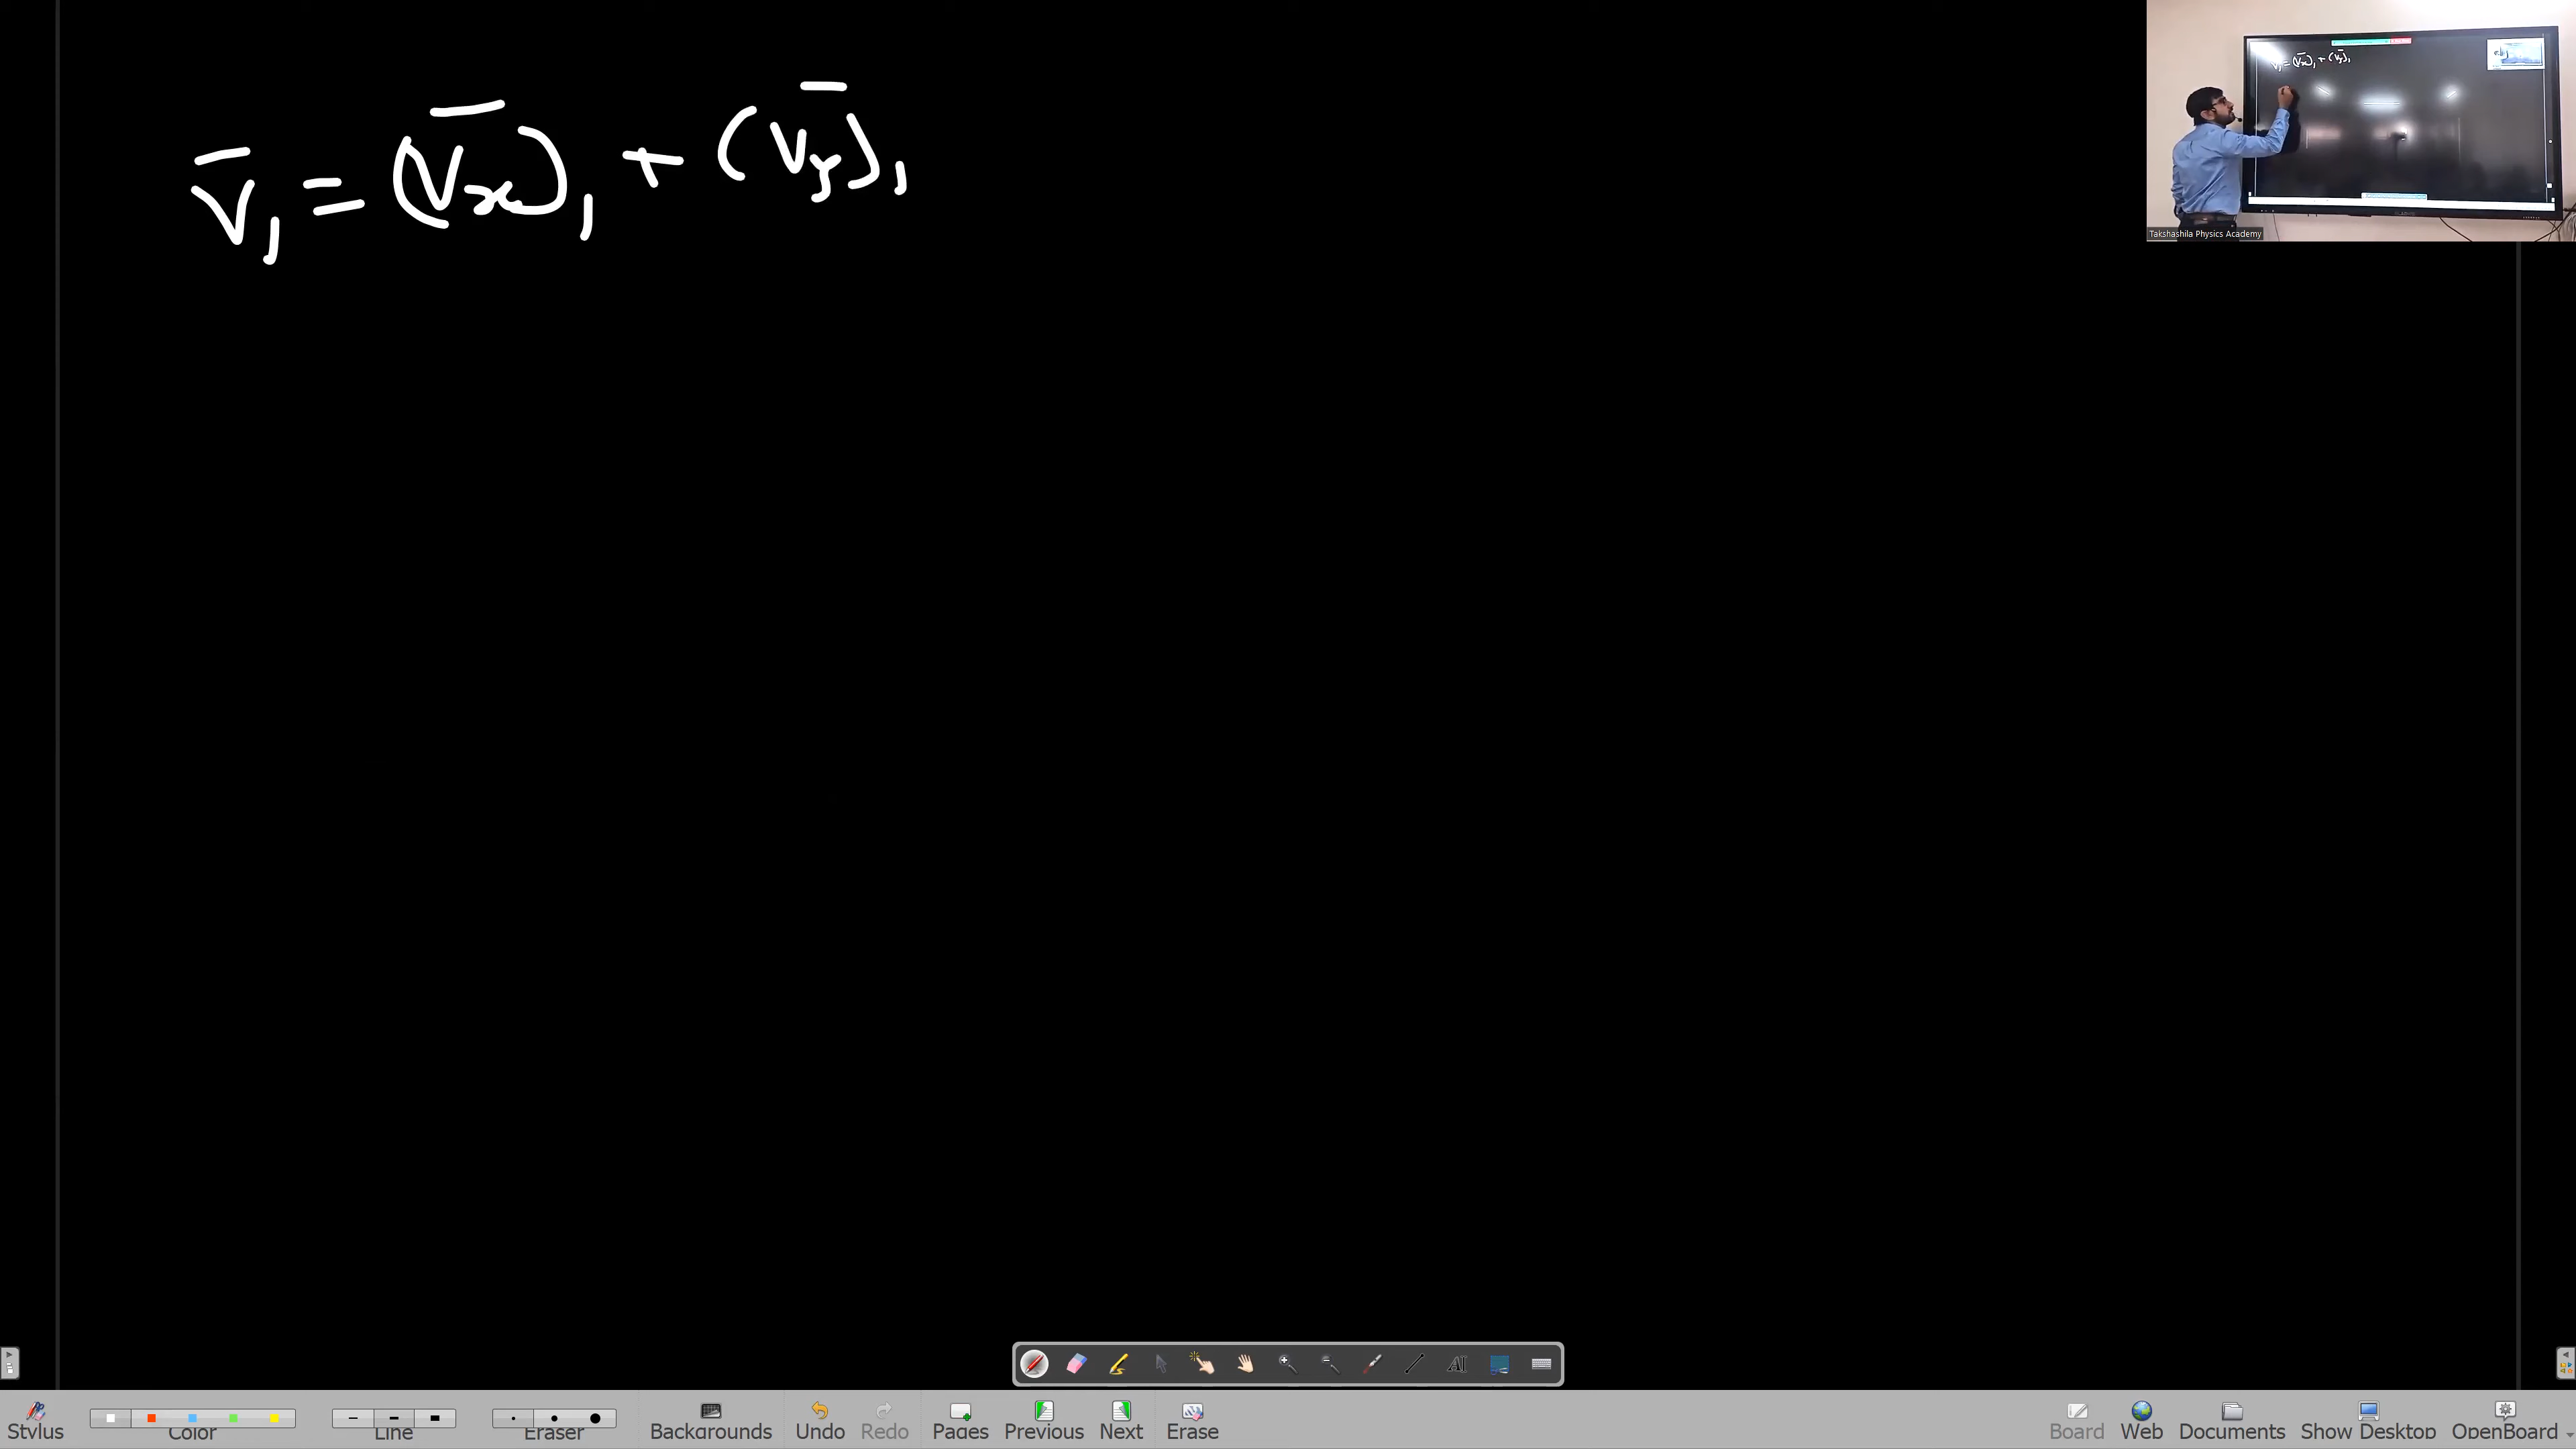 v̅₁ = (v̅ₓ)₁ + (v̅ᵧ)₁
Takshashila Physics Academy
Stylus Color Line Eraser Backgrounds Undo Redo Pages Previous Next Erase Board Web Documents Show Desktop OpenBoard